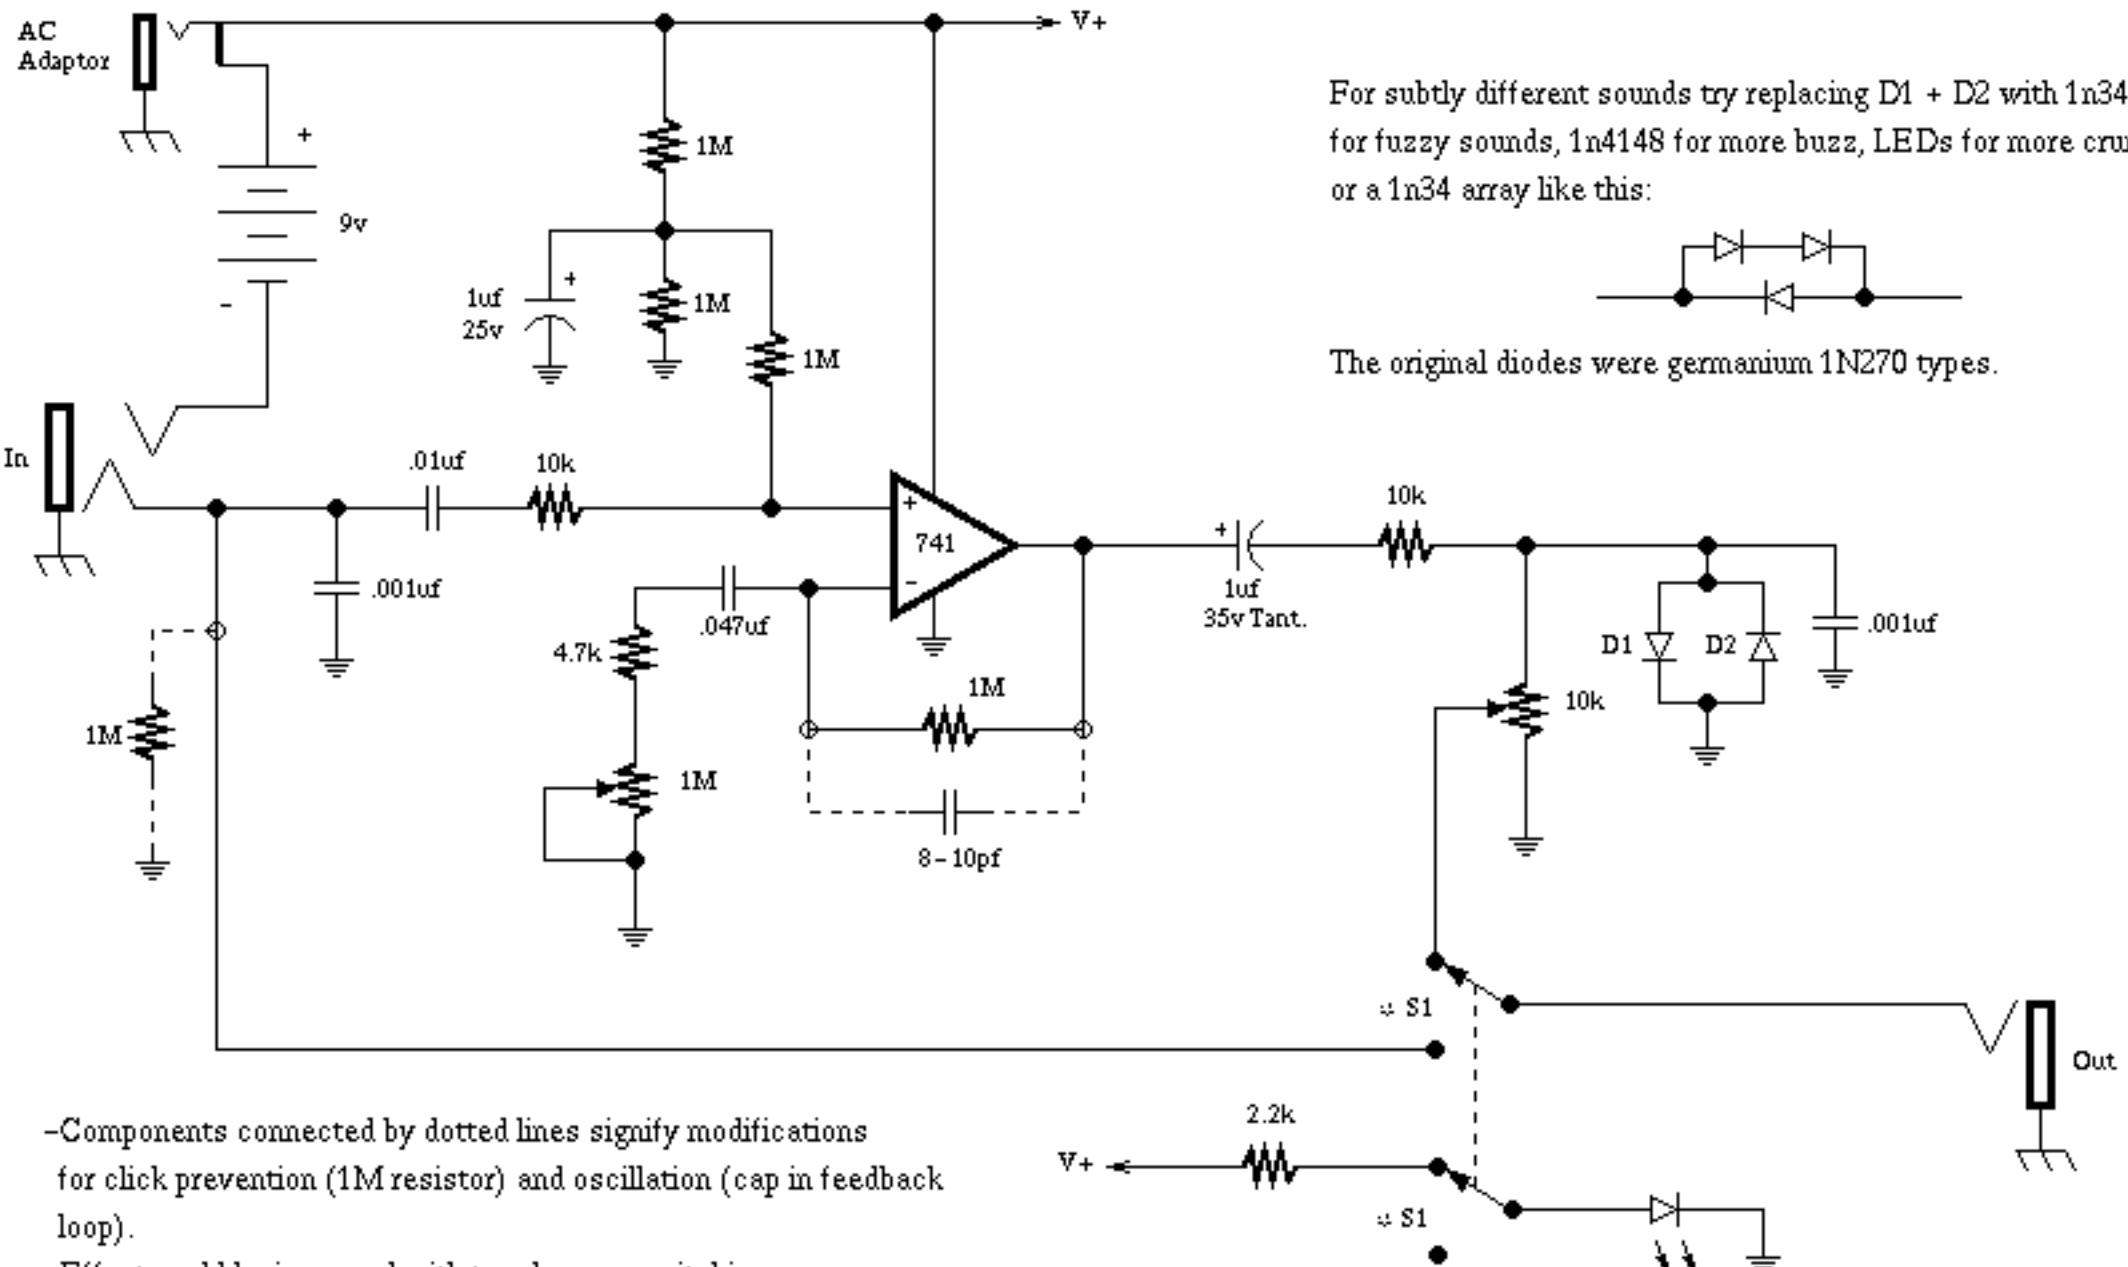 AC
Adaptor
V+
For subtly different sounds try replacing D1 + D2 with 1n34
for fuzzy sounds, 1n4148 for more buzz, LEDs for more
or a 1n34 array like this:
+
1M
9v
1uf
25v
+
1M
-
1M
The original diodes were germanium 1N270 types.
In
.01uf
10k
+
741
-
10k
+
1uf
35v Tant.
.001uf
.047uf
4.7k
D1
D2
.001uf
1M
1M
10k
1M
8-10pf
* S1
Out
-Components connected by dotted lines signify modifications
for click prevention (1M resistor) and oscillation (cap in feedback
loop).
2.2k
V+
* S1